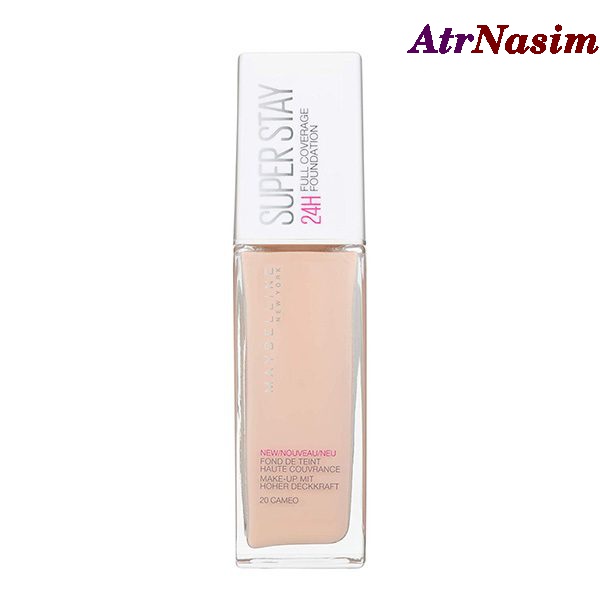 AtrNasim
SUPER STAY
24H FULL COVERAGE
FOUNDATION
MAYBELLINE
NEW YORK
NEW/NOUVEAU/NEU
FOND DE TEINT
HAUTE COUVRANCE
MAKE-UP MIT
HOHER DECKKRAFT
20 CAMEO